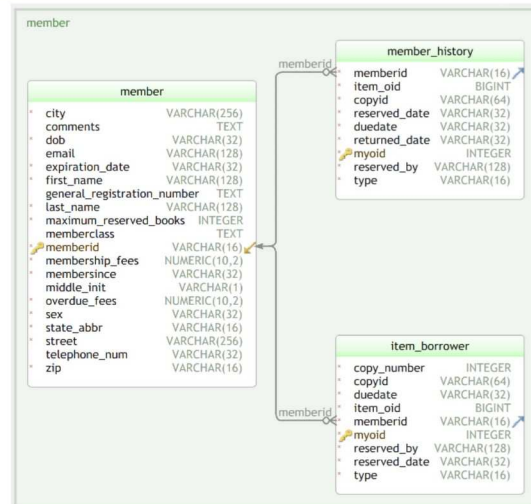 member
memberid
member_history
memberid VARCHAR(16)
item_oid BIGINT
copyid VARCHAR(64)
reserved_date VARCHAR(32)
duedate VARCHAR(32)
returned_date VARCHAR(32)
myoid INTEGER
reserved_by VARCHAR(128)
type VARCHAR(16)
member
city VARCHAR(256)
comments TEXT
dob VARCHAR(32)
email VARCHAR(128)
expiration_date VARCHAR(32)
first_name VARCHAR(128)
general_registration_number TEXT
last_name VARCHAR(128)
maximum_reserved_books INTEGER
memberclass TEXT
memberid VARCHAR(16)
membership_fees NUMERIC(10,2)
membersince VARCHAR(32)
middle_init VARCHAR(1)
overdue_fees NUMERIC(10,2)
sex VARCHAR(32)
state_abbr VARCHAR(16)
street VARCHAR(256)
telephone_num VARCHAR(32)
zip VARCHAR(16)
memberid
item_borrower
copy_number INTEGER
copyid VARCHAR(64)
duedate VARCHAR(32)
item_oid BIGINT
memberid VARCHAR(16)
myoid INTEGER
reserved_by VARCHAR(128)
reserved_date VARCHAR(32)
type VARCHAR(16)